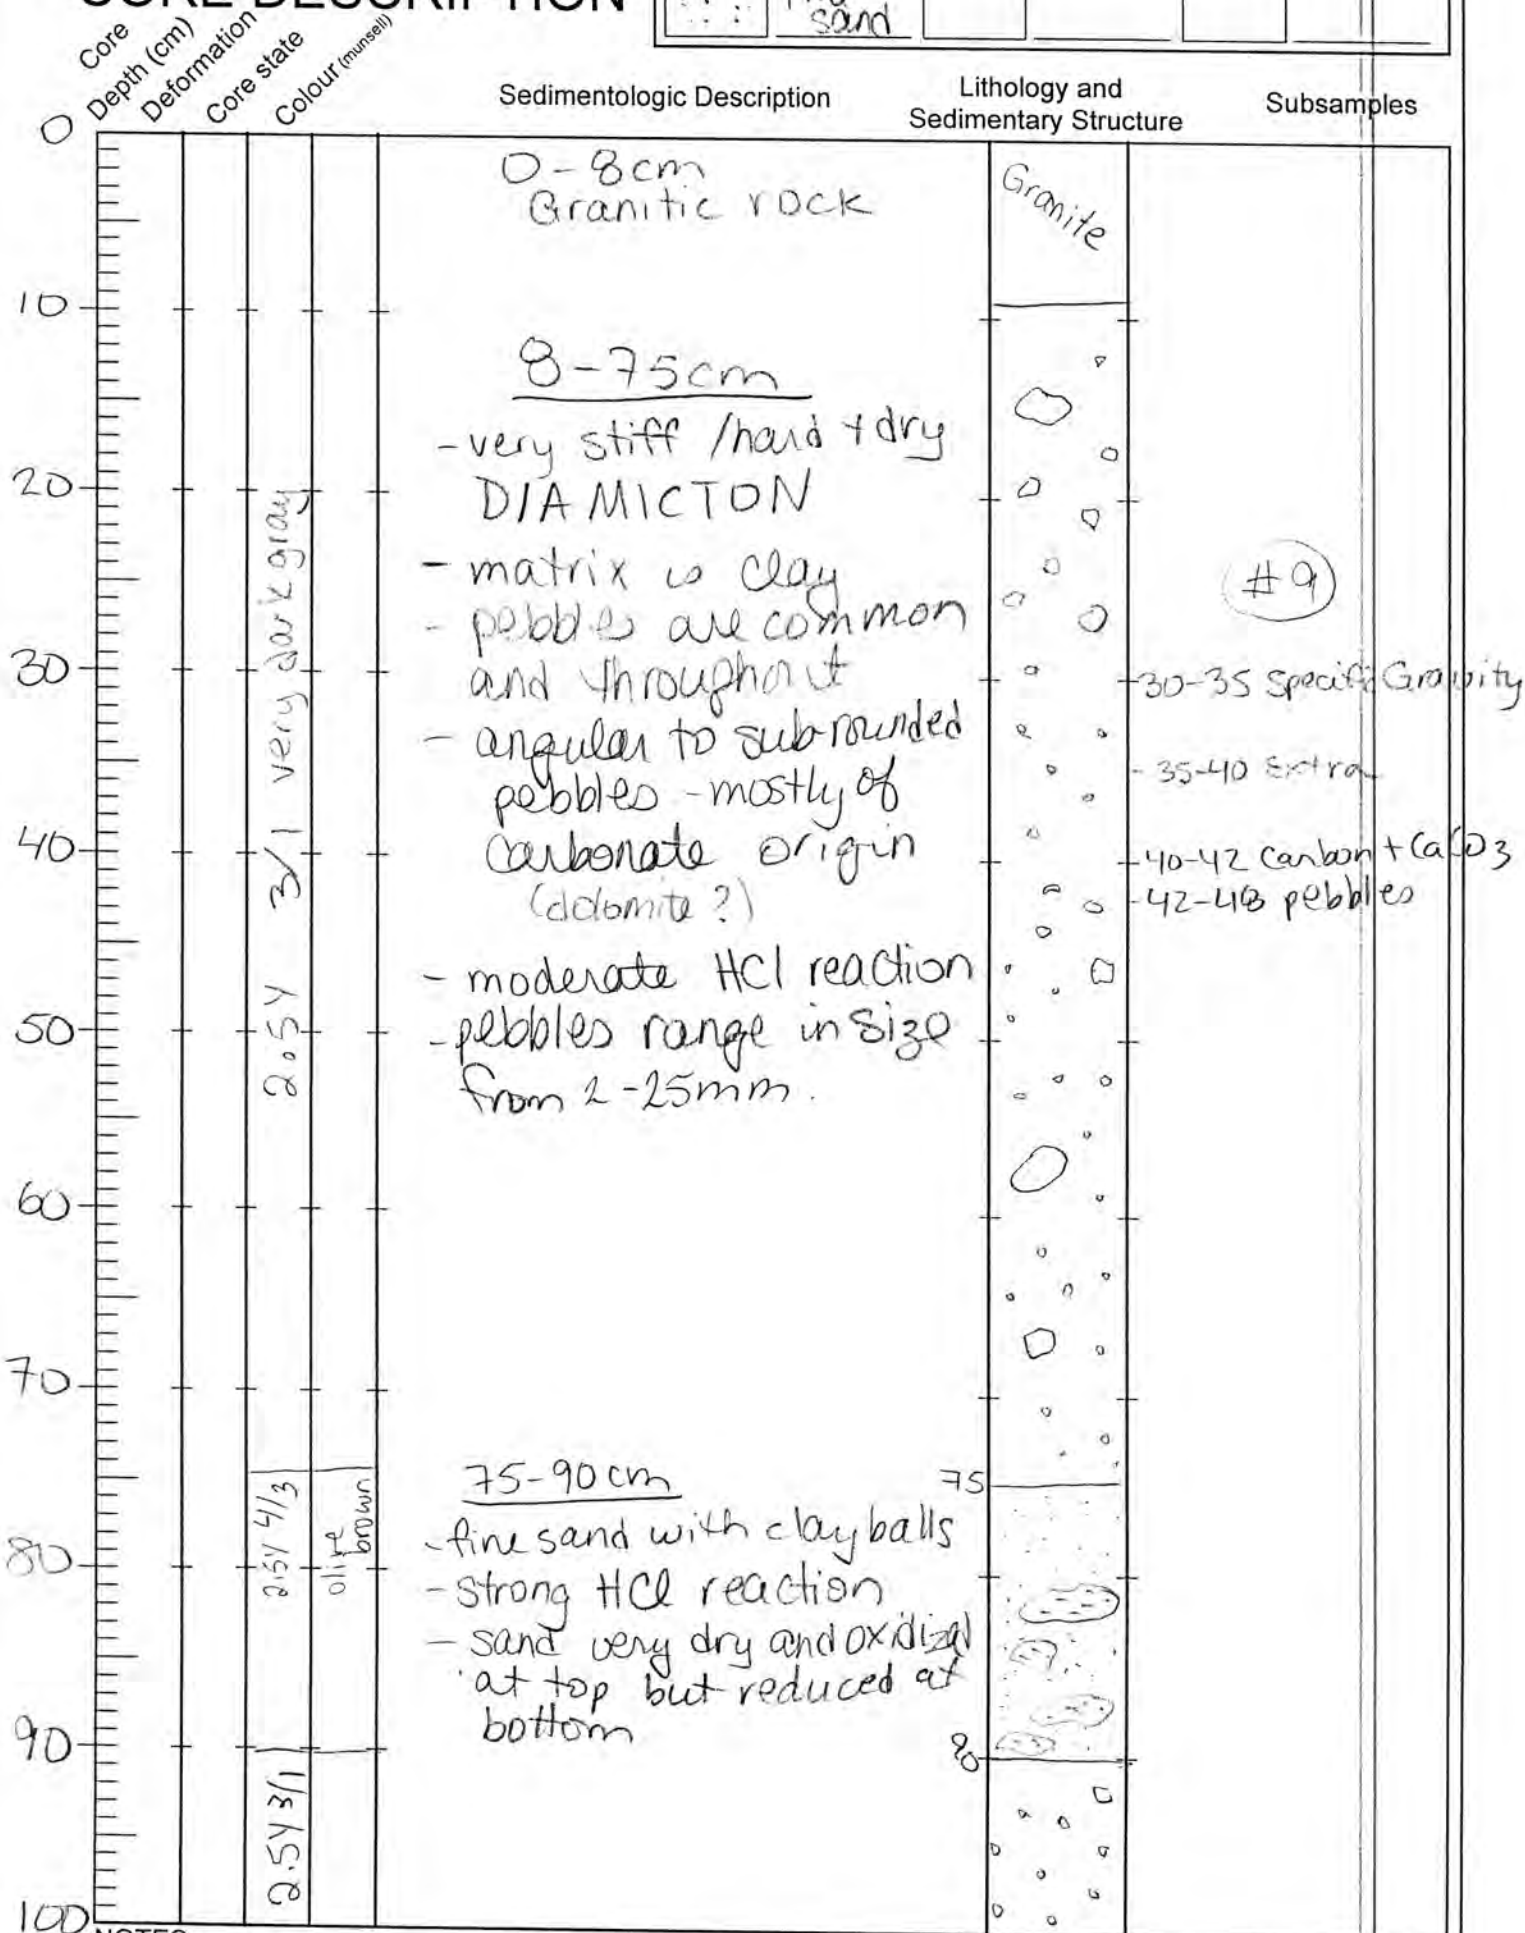 CORE DESCRIPTION
sand
Core
Depth (cm)
Deformation
Core state
Colour (munsell)
Sedimentologic Description
Lithology and
Sedimentary Structure
Subsamples
0
10
20
30
40
50
60
70
80
90
100
2.5Y 3/1 very dark gray
2.5Y 4/3
olive
brown
2.5Y 3/1
0-8cm
Granitic rock
8-75cm
- very stiff /hard + dry
DIAMICTON
- matrix is clay
- pebbles are common
and throughout
- angular to sub-rounded
pebbles - mostly of
carbonate origin
(dolomite?)
- moderate HCl reaction
- pebbles range in size
from 2-25mm.
75-90cm
- fine sand with clay balls
- strong HCl reaction
- sand very dry and oxidized
at top but reduced at
bottom
Granite
75
90
#9
30-35 Specific Gravity
- 35-40 Extra
40-42 Carbon + CaCO3
- 42-48 pebbles
NOTES